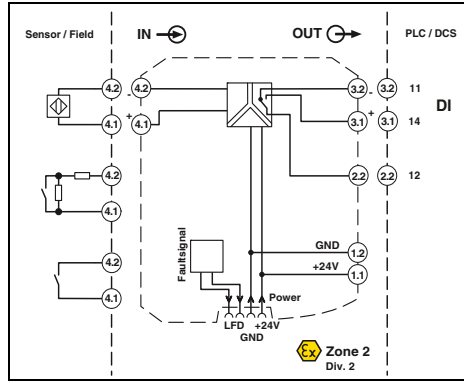 Sensor / Field
IN
OUT
PLC / DCS
4.2
-
4.2
3.2
-
3.2
11
DI
4.1
+
4.1
3.1
+
3.1
14
4.2
2.2
2.2
12
4.1
Faultsignal
GND
1.2
4.2
+24V
1.1
4.1
Power
LFD
+24V
GND
Ex
Zone 2
Div. 2